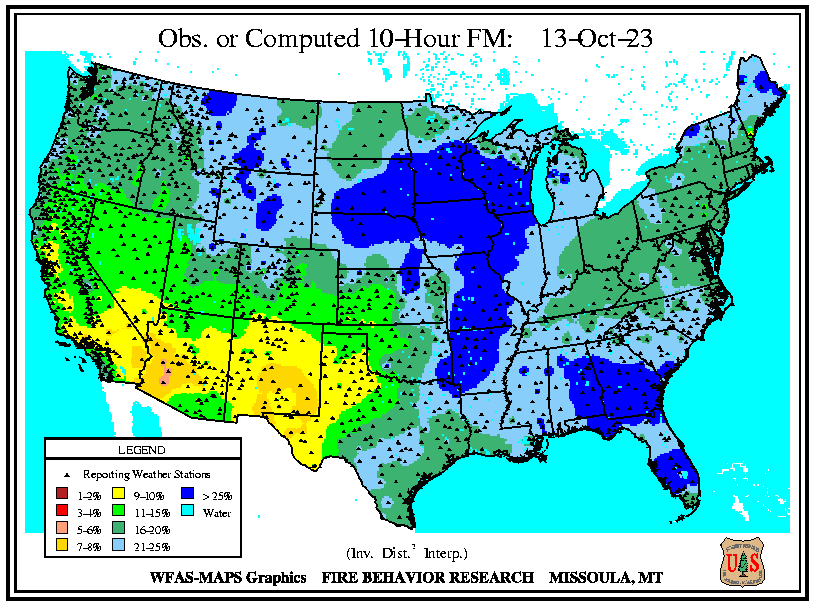 Obs. or Computed 10-Hour FM: 13-Oct-23
LEGEND
Reporting Weather Stations
1-2% 9-10% > 25%
3-4% 11-15% Water
5-6% 16-20%
7-8% 21-25%
(Inv. Dist.² Interp.)
WFAS-MAPS Graphics FIRE BEHAVIOR RESEARCH MISSOULA, MT
U S